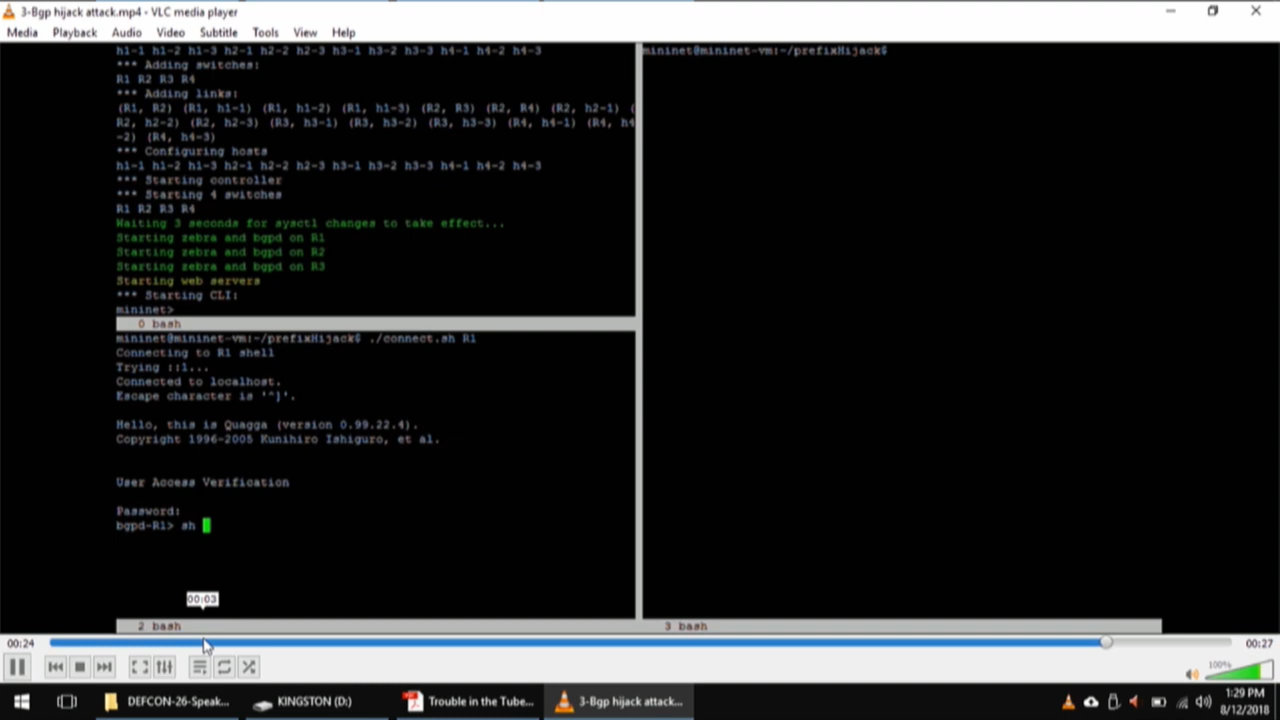 3-Bgp hijack attack.mp4 - VLC media player
Media Playback Audio Video Subtitle Tools View Help
h1-1 h1-2 h1-3 h2-1 h2-2 h2-3 h3-1 h3-2 h3-3 h4-1 h4-2 h4-3
*** Adding switches:
R1 R2 R3 R4
*** Adding links:
(R1, R2) (R1, h1-1) (R1, h1-2) (R1, h1-3) (R2, R3) (R2, R4) (R2, h2-1) (
R2, h2-2) (R2, h2-3) (R3, h3-1) (R3, h3-2) (R3, h3-3) (R4, h4-1) (R4, h4
-2) (R4, h4-3)
*** Configuring hosts
h1-1 h1-2 h1-3 h2-1 h2-2 h2-3 h3-1 h3-2 h3-3 h4-1 h4-2 h4-3
*** Starting controller
*** Starting 4 switches
R1 R2 R3 R4
Waiting 3 seconds for sysctl changes to take effect...
Starting zebra and bgpd on R1
Starting zebra and bgpd on R2
Starting zebra and bgpd on R3
Starting web servers
*** Starting CLI:
mininet>
0 bash
mininet@mininet-vm:~/prefixHijack$ ./connect.sh R1
Connecting to R1 shell
Trying ::1...
Connected to localhost.
Escape character is '^]'.
Hello, this is Quagga (version 0.99.22.4).
Copyright 1996-2005 Kunihiro Ishiguro, et al.
User Access Verification
Password:
bgpd-R1> sh
2 bash
mininet@mininet-vm:~/prefixHijack$
3 bash
00:03
00:24
00:27
100%
DEFCON-26-Speak...
KINGSTON (D:)
Trouble in the Tube...
3-Bgp hijack attack...
1:29 PM
8/12/2018